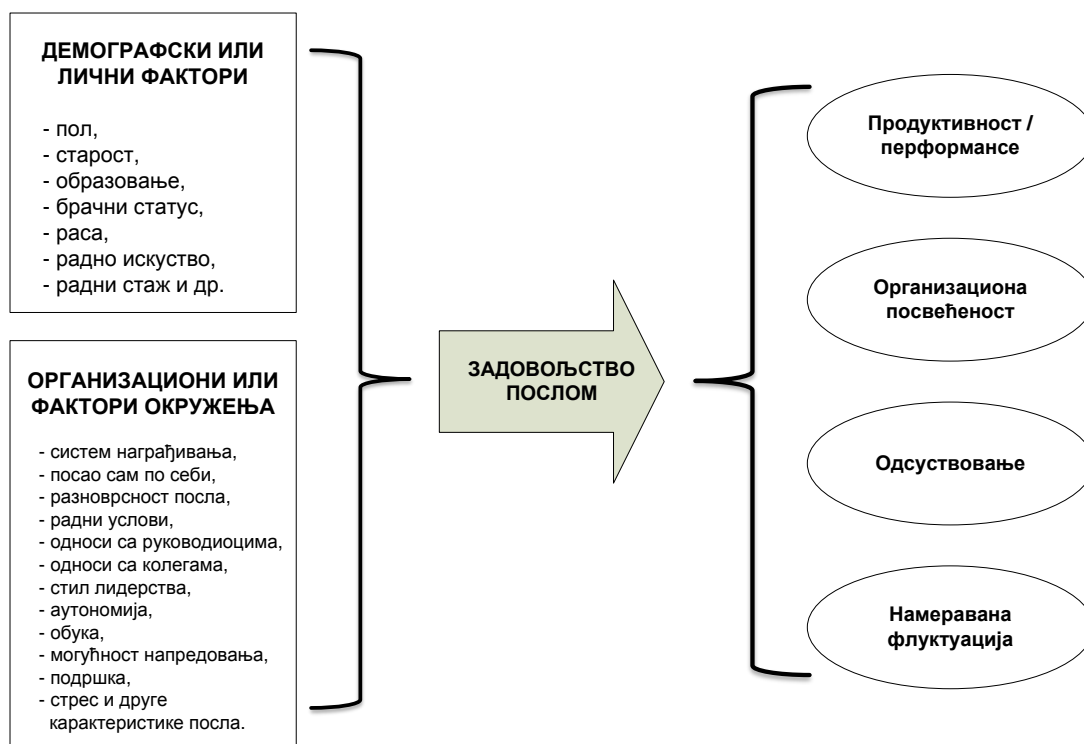 ДЕМОГРАФСКИ ИЛИ
ЛИЧНИ ФАКТОРИ
- пол,
- старост,
- образовање,
- брачни статус,
- раса,
- радно искуство,
- радни стаж и др.
ОРГАНИЗАЦИОНИ ИЛИ
ФАКТОРИ ОКРУЖЕЊА
- систем награђивања,
- посао сам по себи,
- разноврсност посла,
- радни услови,
- односи са руководиоцима,
- односи са колегама,
- стил лидерства,
- аутономија,
- обука,
- могућност напредовања,
- подршка,
- стрес и друге
карактеристике посла.
ЗАДОВОЉСТВО
ПОСЛОМ
Продуктивност /
перформансе
Организациона
посвећеност
Одсуствовање
Намеравана
флуктуација